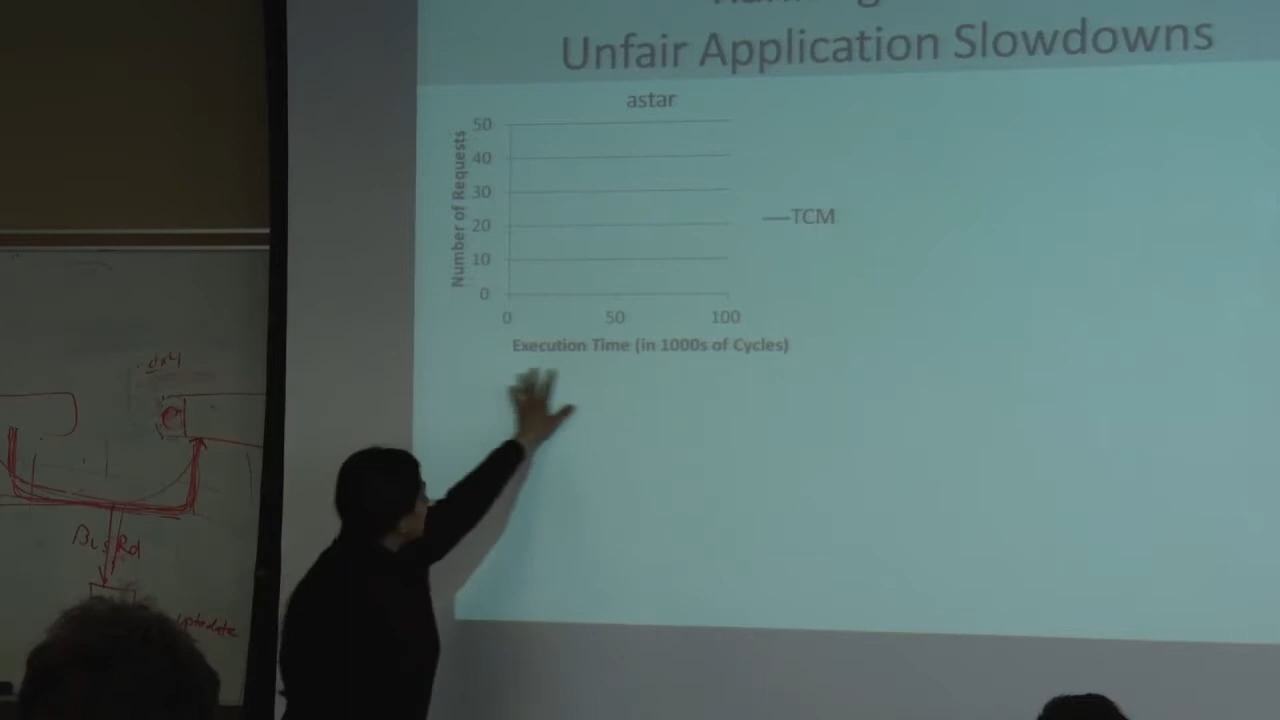 Unfair Application Slowdowns
astar
50
40
30
20
10
0
Number of Requests
TCM
0 50 100
Execution Time (in 1000s of Cycles)
BusRd